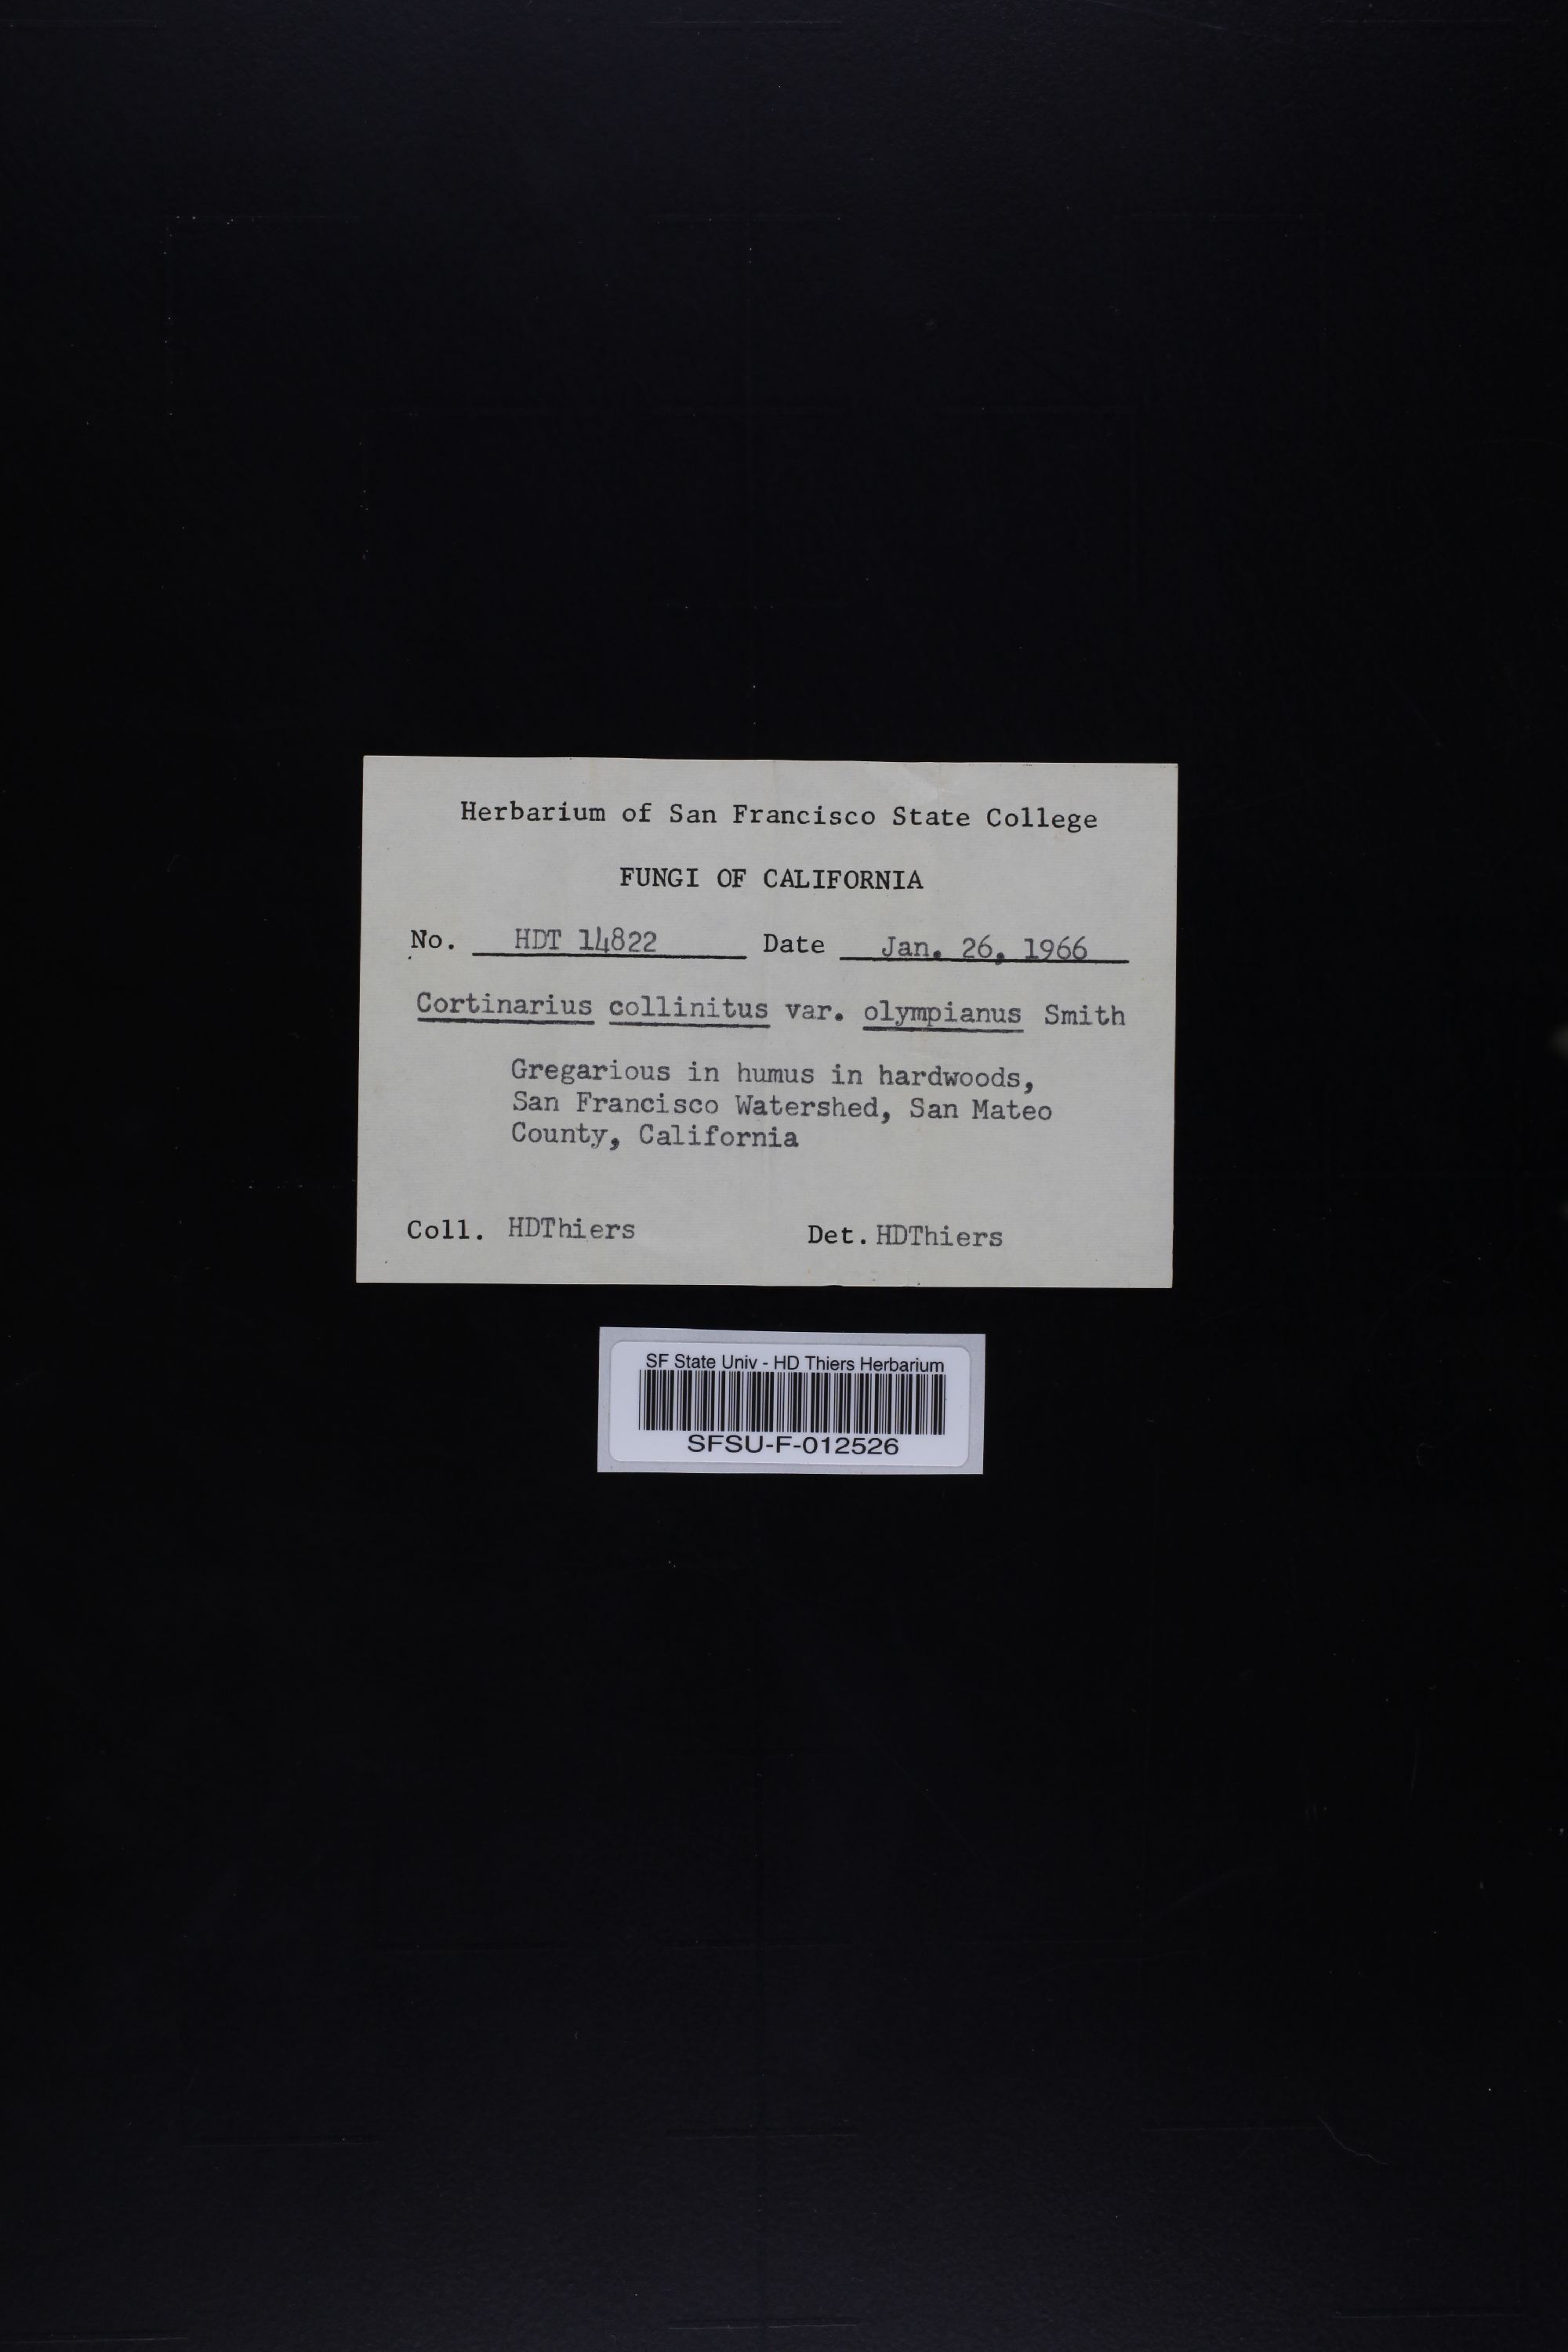 Herbarium of San Francisco State College
FUNGI OF CALIFORNIA
No. HDT 14822 Date Jan. 26, 1966
Cortinarius collinitus var. olympianus Smith
Gregarious in humus in hardwoods,
San Francisco Watershed, San Mateo
County, California
Coll. HDThiers Det. HDThiers
SF State Univ - HD Thiers Herbarium
SFSU-F-012526